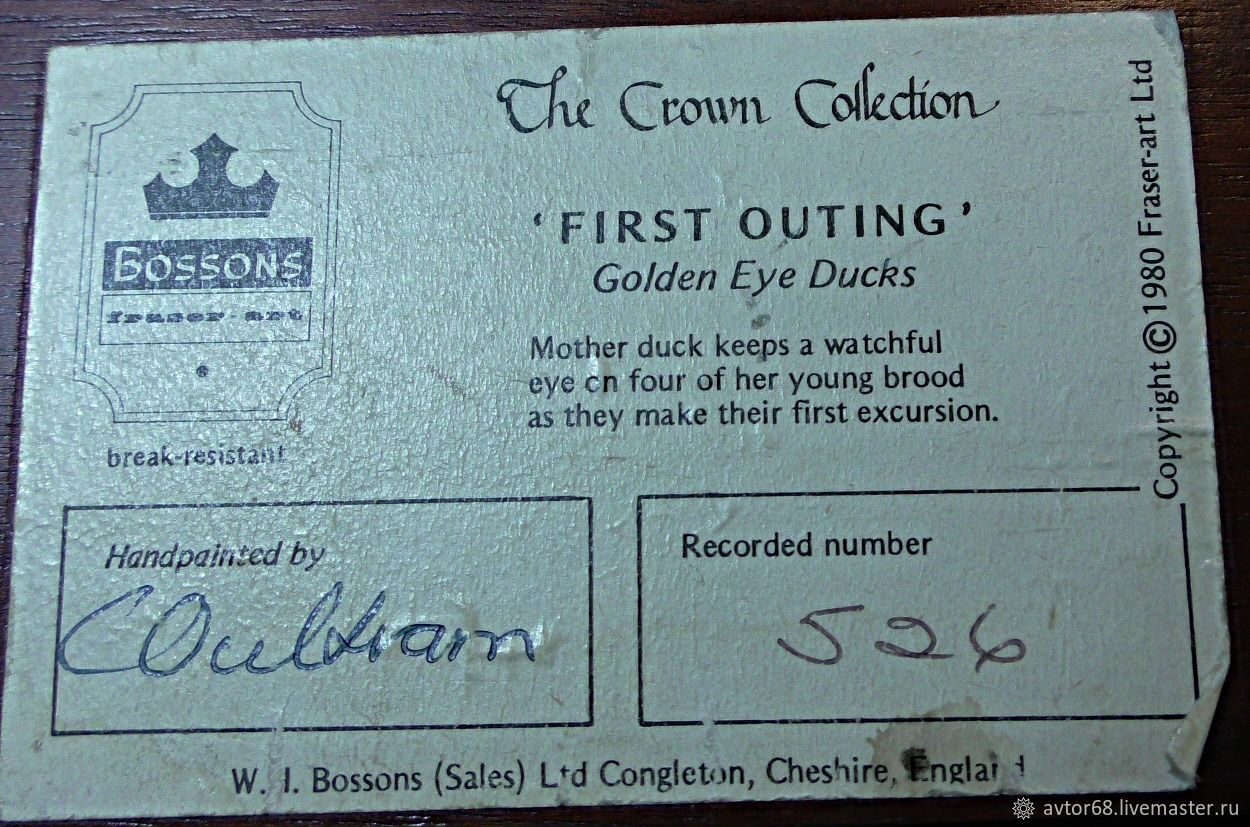 The Crown Collection
BOSSONS
fraser-art
break-resistant
'FIRST OUTING'
Golden Eye Ducks
Mother duck keeps a watchful
eye on four of her young brood
as they make their first excursion.
Copyright © 1980 Fraser-art Ltd
Handpainted by
COultram
Recorded number
526
W. I. Bossons (Sales) Ltd Congleton, Cheshire, England
avtor68.livemaster.ru